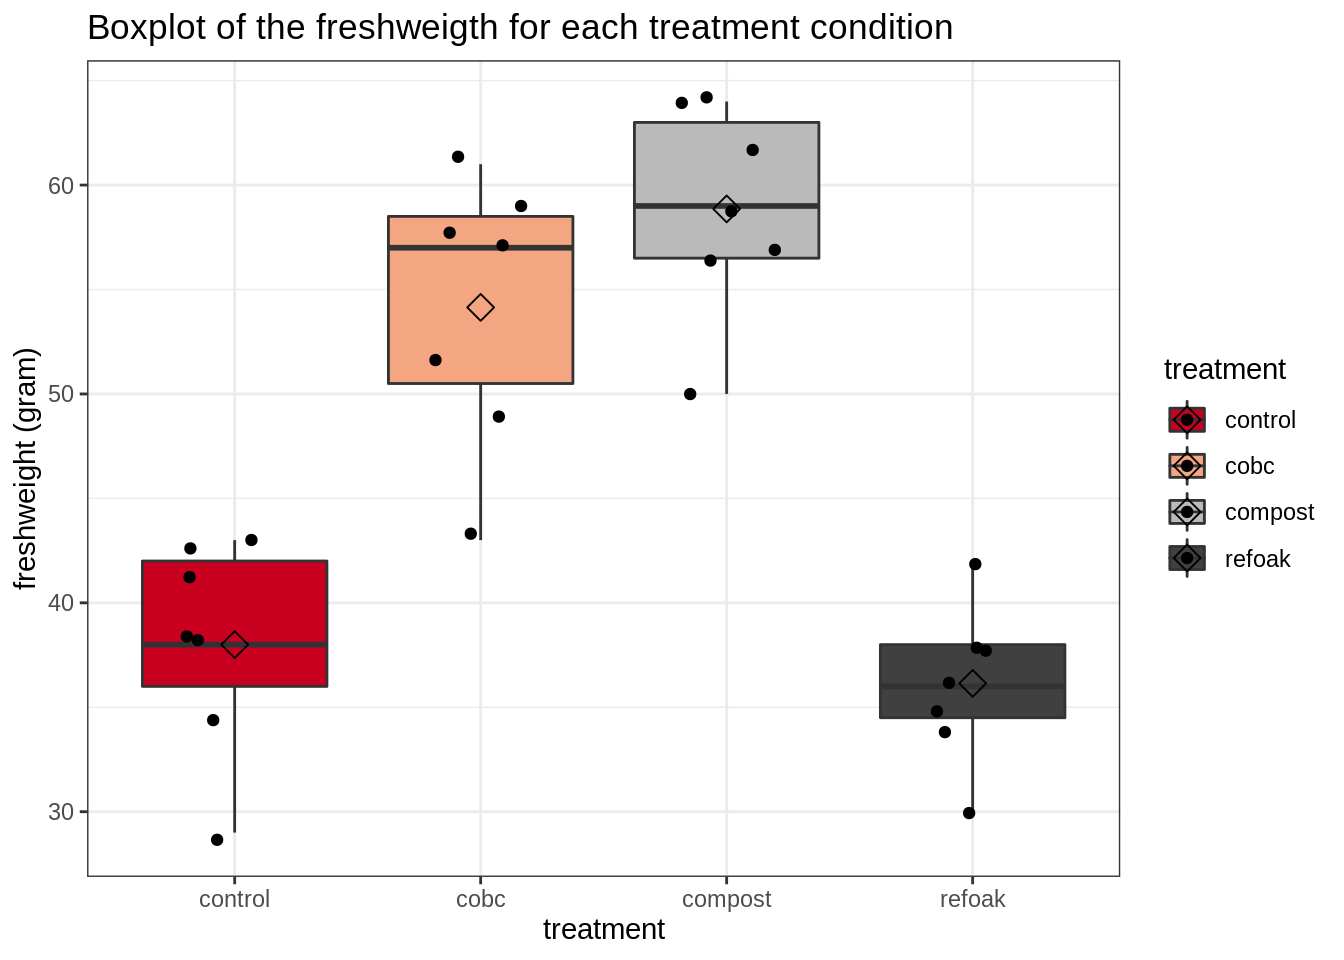 Boxplot of the freshweigth for each treatment condition
freshweight (gram)
60
50
40
30
control
cobc
compost
refoak
treatment
treatment
control
cobc
compost
refoak